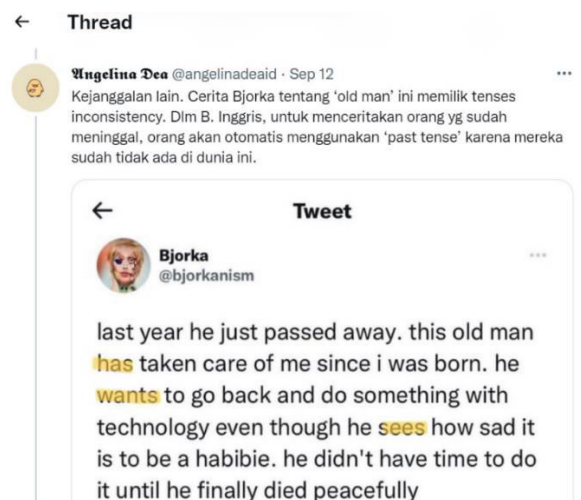 Thread
𝕬ngelina 𝕯ea @angelinadeaid · Sep 12
Kejanggalan lain. Cerita Bjorka tentang ‘old man’ ini memilik tenses
inconsistency. Dlm B. Inggris, untuk menceritakan orang yg sudah
meninggal, orang akan otomatis menggunakan ‘past tense’ karena mereka
sudah tidak ada di dunia ini.
Tweet
Bjorka
@bjorkanism
last year he just passed away. this old man
has taken care of me since i was born. he
wants to go back and do something with
technology even though he sees how sad it
is to be a habibie. he didn't have time to do
it until he finally died peacefully